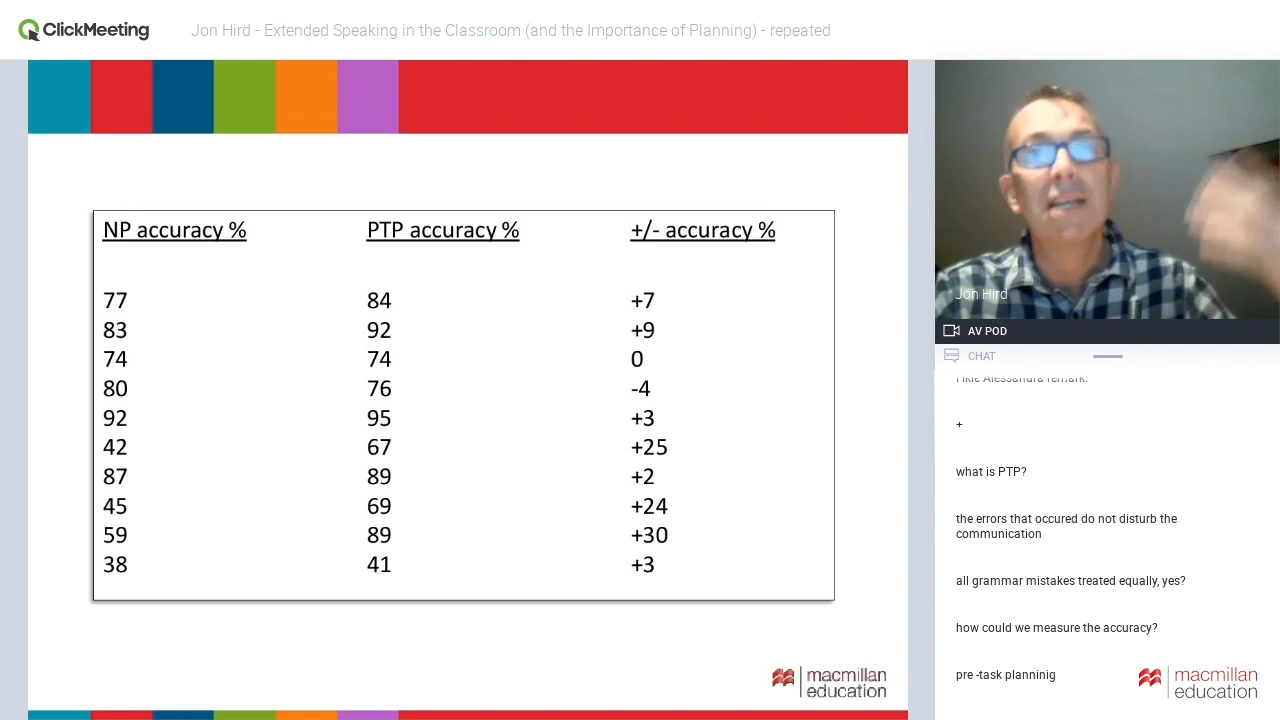 ClickMeeting
Jon Hird - Extended Speaking in the Classroom (and the Importance of Planning) - repeated
NP accuracy % PTP accuracy % +/- accuracy %
77 84 +7
83 92 +9
74 74 0
80 76 -4
92 95 +3
42 67 +25
87 89 +2
45 69 +24
59 89 +30
38 41 +3
macmillan
education
Jon Hird
AV POD
CHAT
Alessandra remark.
+
what is PTP?
the errors that occured do not disturb the
communication
all grammar mistakes treated equally, yes?
how could we measure the accuracy?
pre -task planninig
macmillan
education